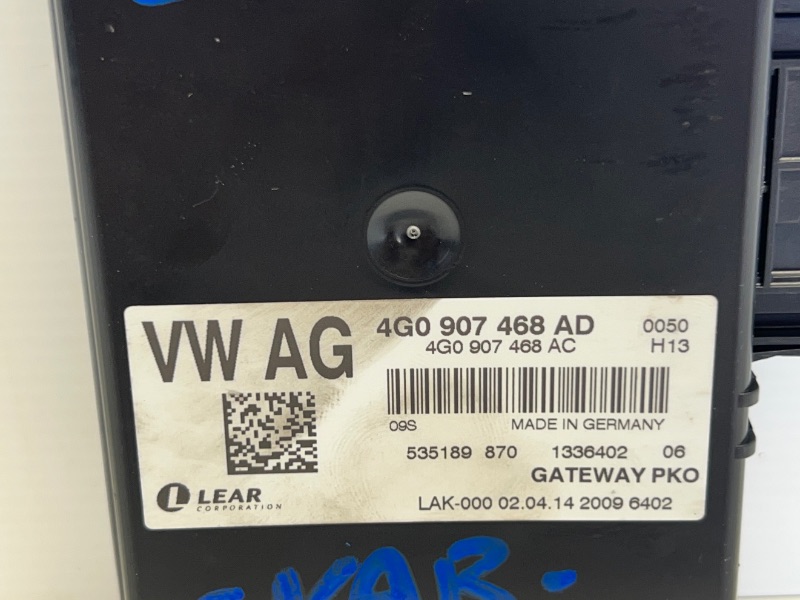 VW AG 4G0 907 468 AD 0050
4G0 907 468 AC H13
09S MADE IN GERMANY
535189 870 1336402 06
GATEWAY PKO
LEAR
CORPORATION
LAK-000 02.04.14 2009 6402